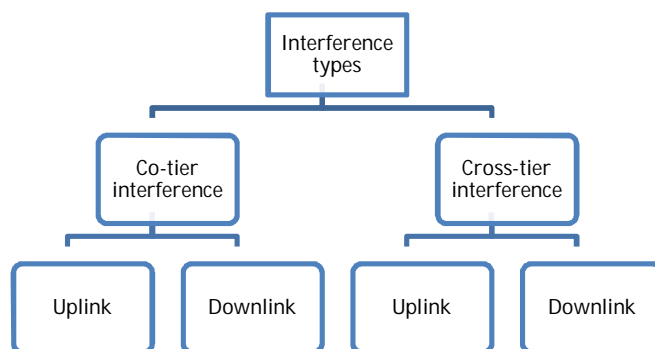 Interference
types
Co-tier
interference
Cross-tier
interference
Uplink
Downlink
Uplink
Downlink